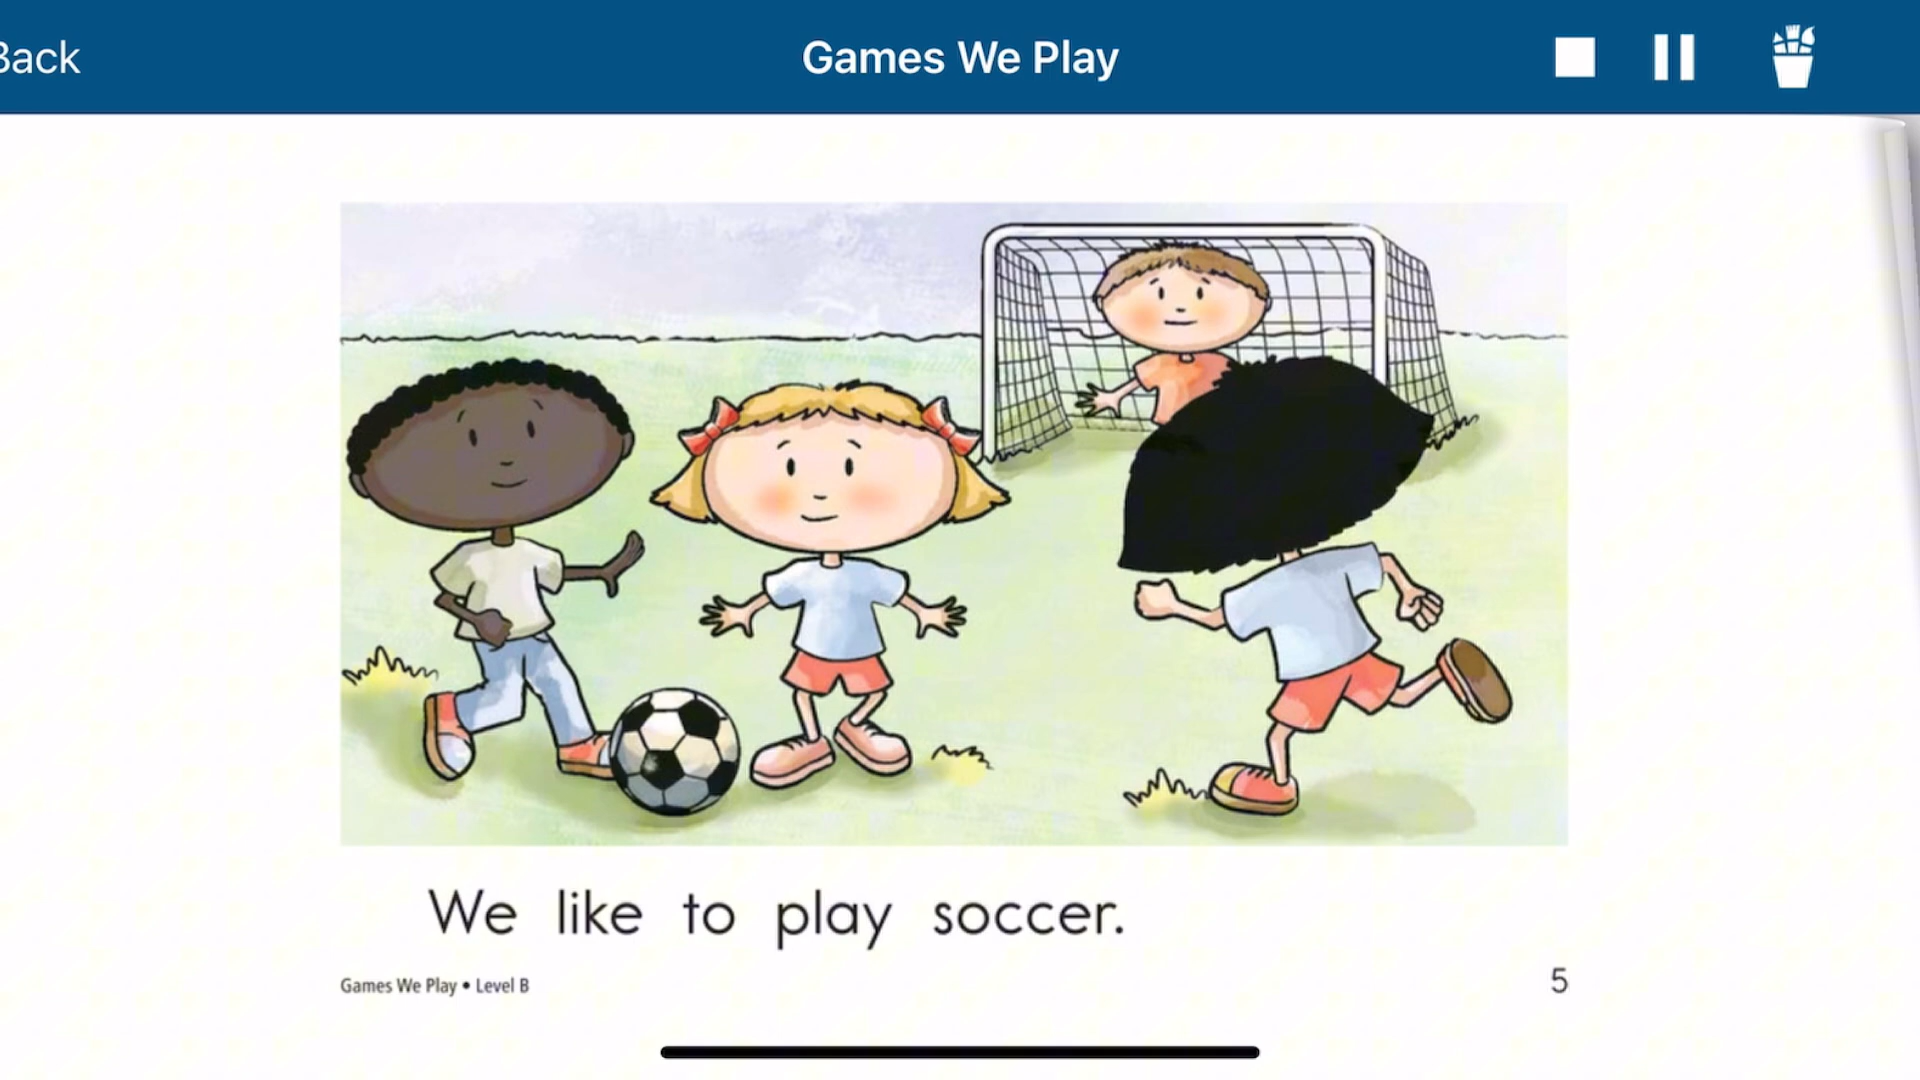 Back
Games We Play
We like to play soccer.
Games We Play • Level B
5